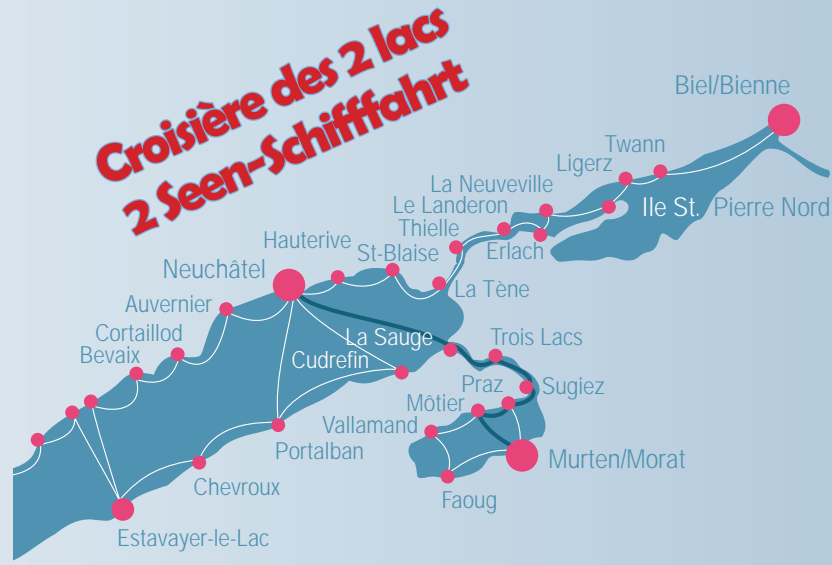 Croisière des 2 lacs
2 Seen-Schifffahrt
Biel/Bienne
Twann
Ligerz
La Neuveville
Le Landeron
Thielle
Ile St. Pierre Nord
Erlach
Hauterive
St-Blaise
Neuchâtel
La Tène
Auvernier
Cortaillod
Bevaix
La Sauge
Trois Lacs
Cudrefin
Praz
Sugiez
Môtier
Vallamand
Portalban
Murten/Morat
Chevroux
Faoug
Estavayer-le-Lac